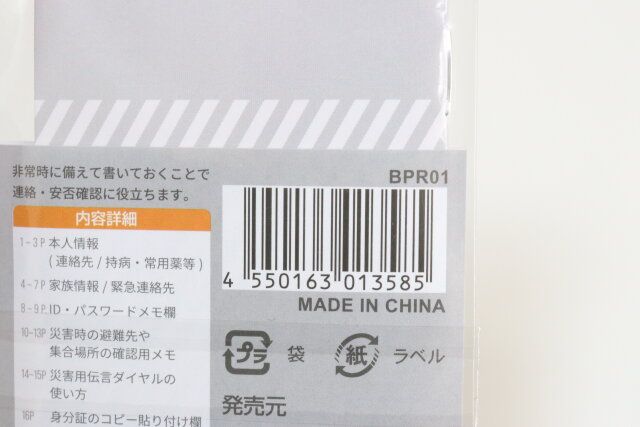 非常時に備えて書いておくことで
連絡・安否確認に役立ちます。
内容詳細
1-3P 本人情報
(連絡先/持病・常用薬等)
4-7P 家族情報/緊急連絡先
8-9P. ID・パスワードメモ欄
10-13P 災害時の避難先や
集合場所の確認用メモ
14-15P 災害用伝言ダイヤルの
使い方
16P 身分証のコピー貼り付け欄
BPR01
4 550163 013585
MADE IN CHINA
プラ 袋 紙 ラベル
発売元